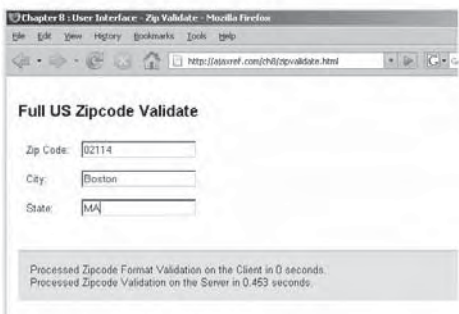 Chapter 8 : User Interface - Zip Validate - Mozilla Firefox
File Edit View History Bookmarks Tools Help
http://ajaxref.com/ch8/zipvalidate.html
Full US Zipcode Validate
Zip Code: 02114
City: Boston
State: MA
Processed Zipcode Format Validation on the Client in 0 seconds.
Processed Zipcode Validation on the Server in 0.453 seconds.